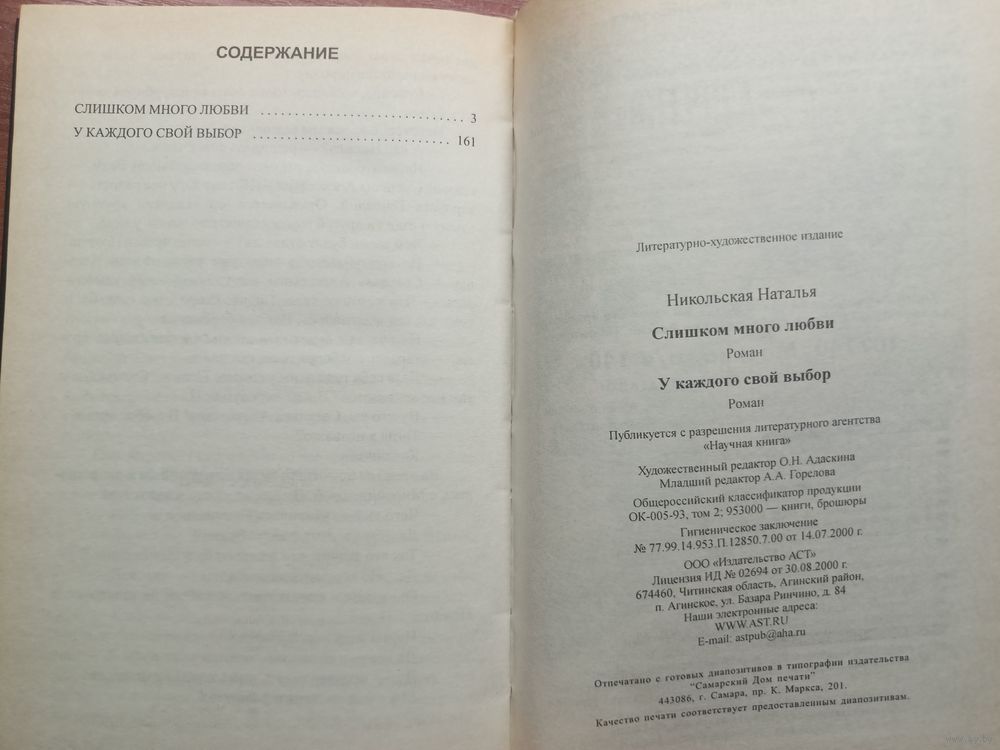 СОДЕРЖАНИЕ
СЛИШКОМ МНОГО ЛЮБВИ .............................. 3
У КАЖДОГО СВОЙ ВЫБОР .............................. 161
Литературно-художественное издание
Никольская Наталья
Слишком много любви
Роман
У каждого свой выбор
Роман
Публикуется с разрешения литературного агентства
«Научная книга»
Художественный редактор О.Н. Адаскина
Младший редактор А.А. Горелова
Общероссийский классификатор продукции
ОК-005-93, том 2; 953000 — книги, брошюры
Гигиеническое заключение
№ 77.99.14.953.П.12850.7.00 от 14.07.2000 г.
ООО «Издательство АСТ»
Лицензия ИД № 02694 от 30.08.2000 г.
674460, Читинская область, Агинский район,
п. Агинское, ул. Базара Ринчино, д. 84
Наши электронные адреса:
WWW.AST.RU
E-mail: astpub@aha.ru
Отпечатано с готовых диапозитивов в типографии издательства
"Самарский Дом печати"
443086, г. Самара, пр. К. Маркса, 201.
Качество печати соответствует предоставленным диапозитивам.